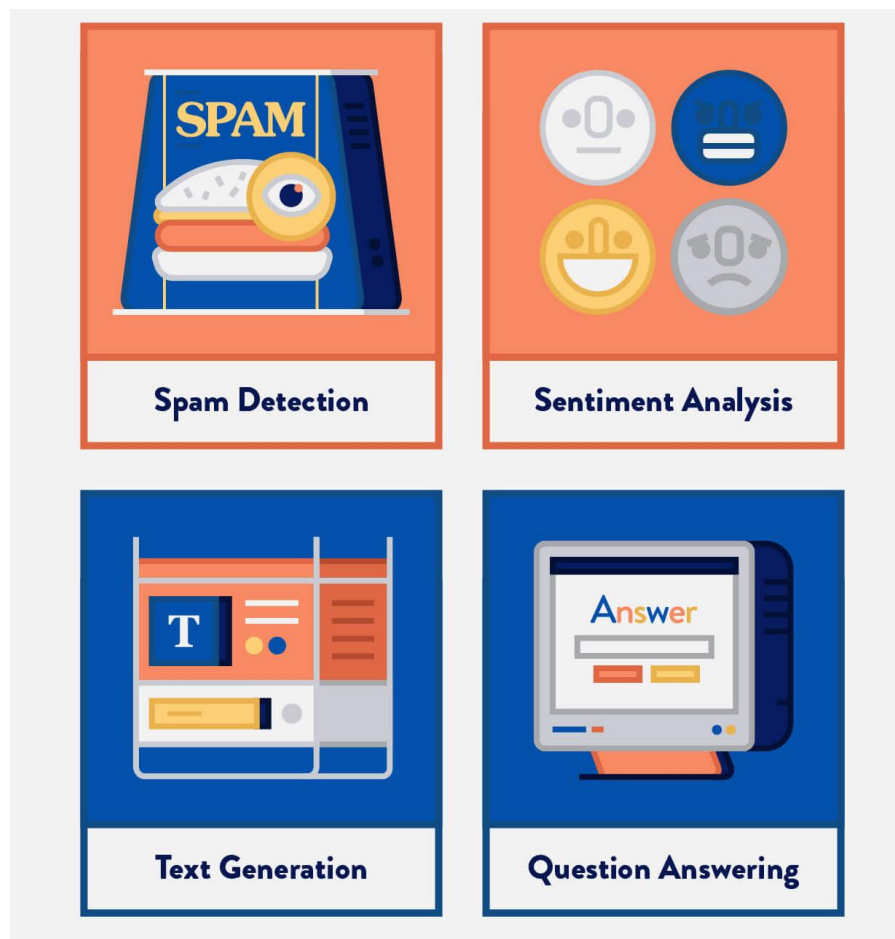 SPAM
Spam Detection
Sentiment Analysis
T
Answer
Text Generation
Question Answering